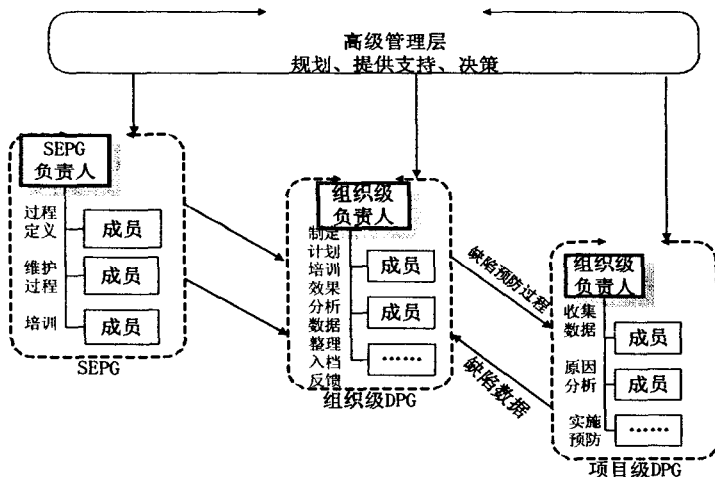 高级管理层
规划、提供支持、决策
SEPG
负责人
过程
定义
成员
维护
过程
成员
培训
成员
SEPG
组织级
负责人
制定
计划
培训
效果
分析
数据
整理
入档
反馈
成员
成员
……
组织级DPG
缺陷预防过程
缺陷数据
组织级
负责人
收集
数据
成员
原因
分析
成员
实施
预防
……
项目级DPG